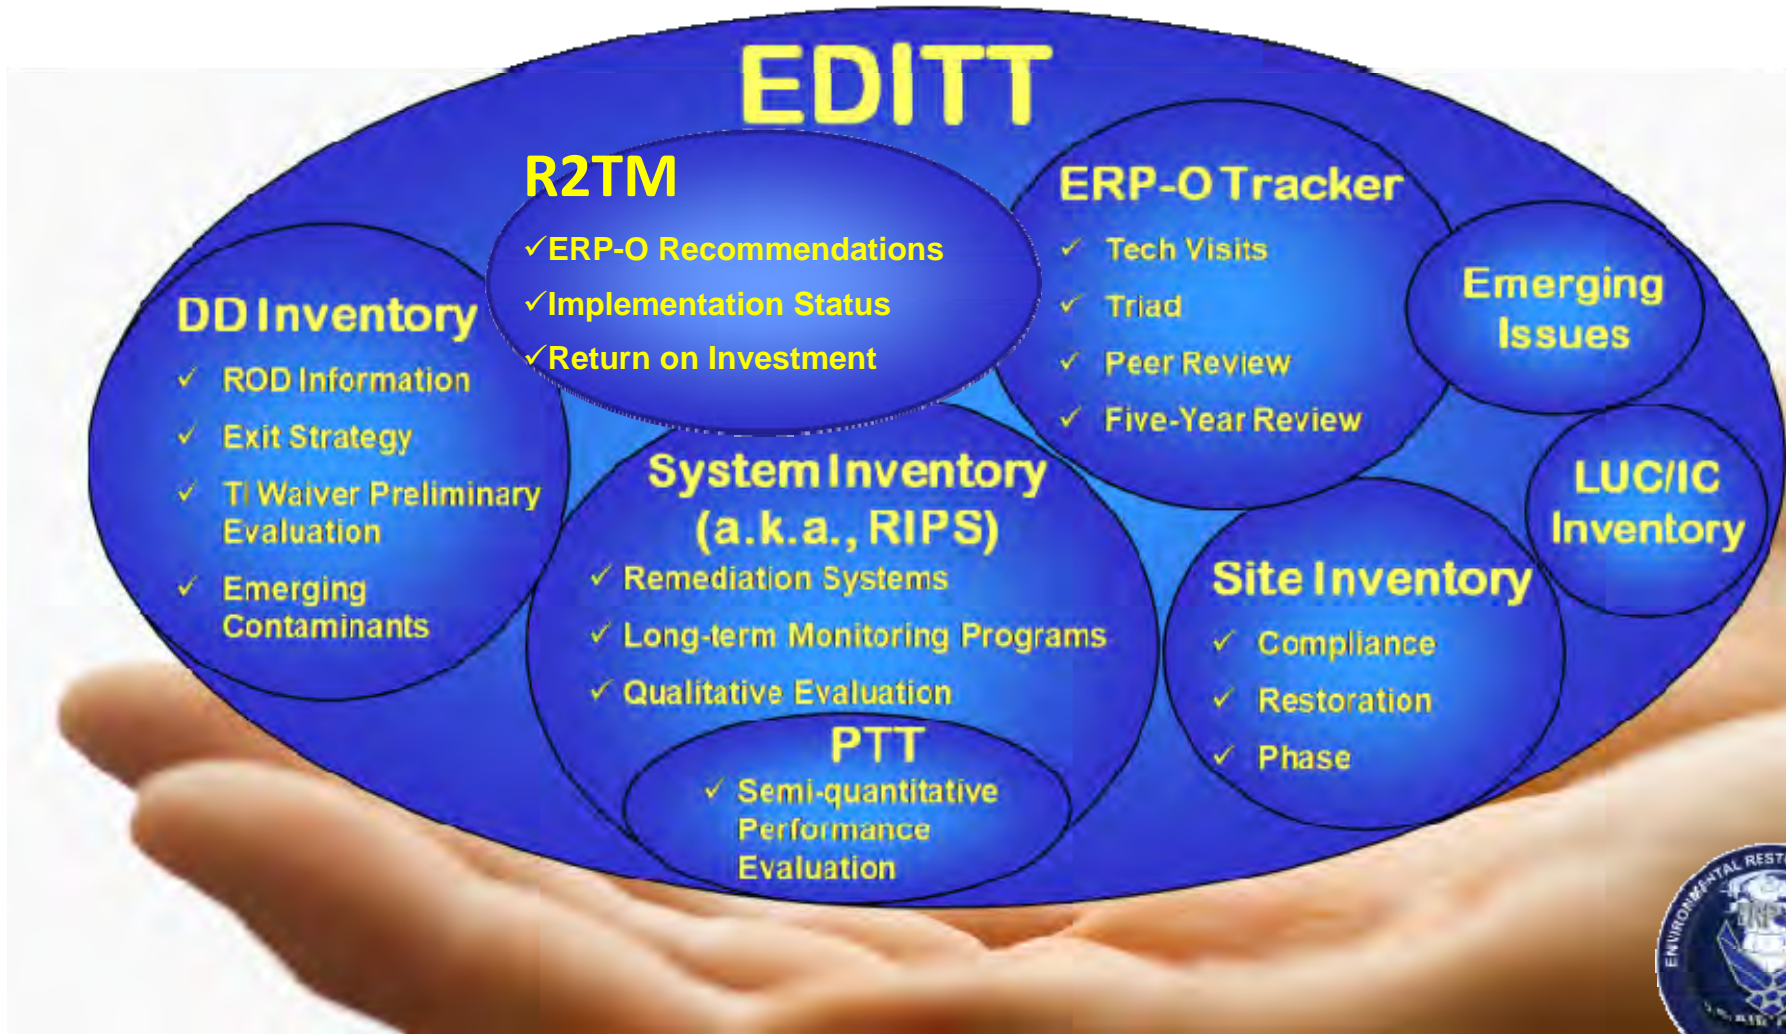 EDITT
R2TM
✓ERP-O Recommendations
✓Implementation Status
✓Return on Investment
ERP-O Tracker
✓ Tech Visits
✓ Triad
✓ Peer Review
✓ Five-Year Review
Emerging
Issues
DD Inventory
✓ ROD Information
✓ Exit Strategy
✓ TI Waiver Preliminary
Evaluation
✓ Emerging
Contaminants
System Inventory
(a.k.a., RIPS)
✓ Remediation Systems
✓ Long-term Monitoring Programs
✓ Qualitative Evaluation
PTT
✓ Semi-quantitative
Performance
Evaluation
LUC/IC
Inventory
Site Inventory
✓ Compliance
✓ Restoration
✓ Phase
ENVIRONMENTAL